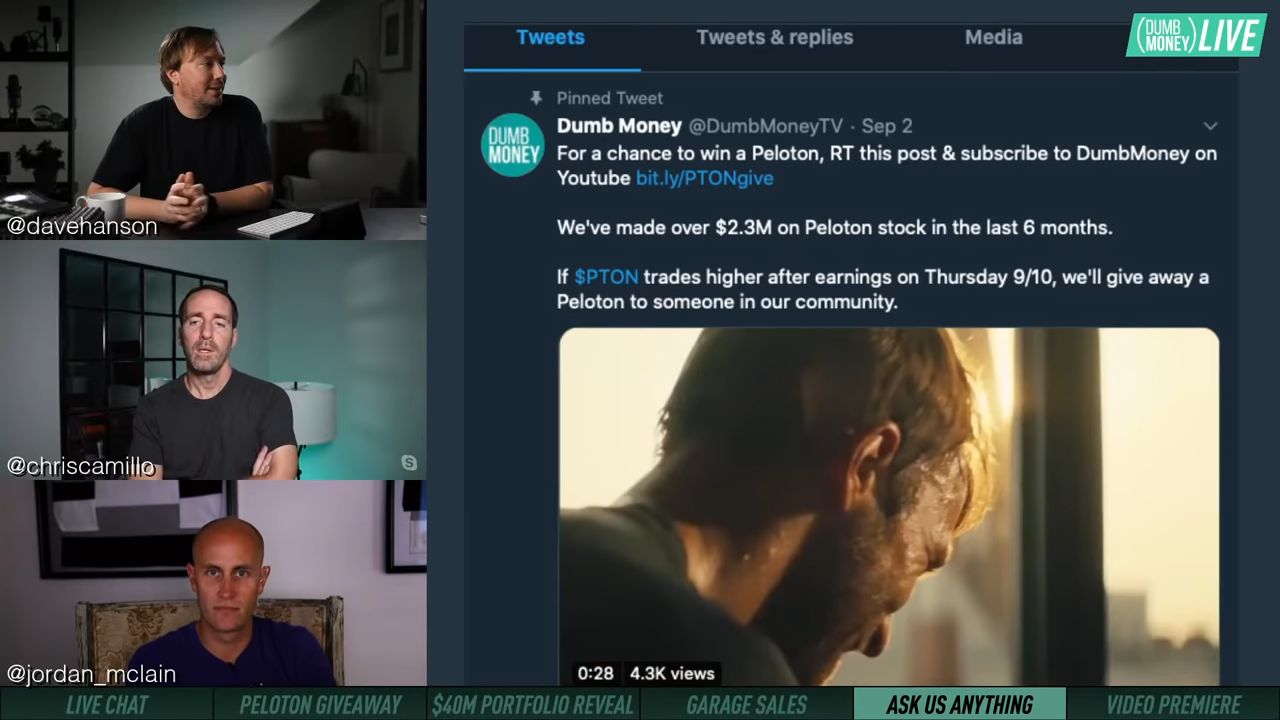 @davehanson
@chriscamillo
@jordan_mclain
Tweets
Tweets & replies
Media
(DUMB
MONEY) LIVE
Pinned Tweet
DUMB
MONEY
Dumb Money @DumbMoneyTV · Sep 2
For a chance to win a Peloton, RT this post & subscribe to DumbMoney on
Youtube bit.ly/PTONgive
We've made over $2.3M on Peloton stock in the last 6 months.
If $PTON trades higher after earnings on Thursday 9/10, we'll give away a
Peloton to someone in our community.
0:28
4.3K views
LIVE CHAT
PELOTON GIVEAWAY
$40M PORTFOLIO REVEAL
GARAGE SALES
ASK US ANYTHING
VIDEO PREMIERE